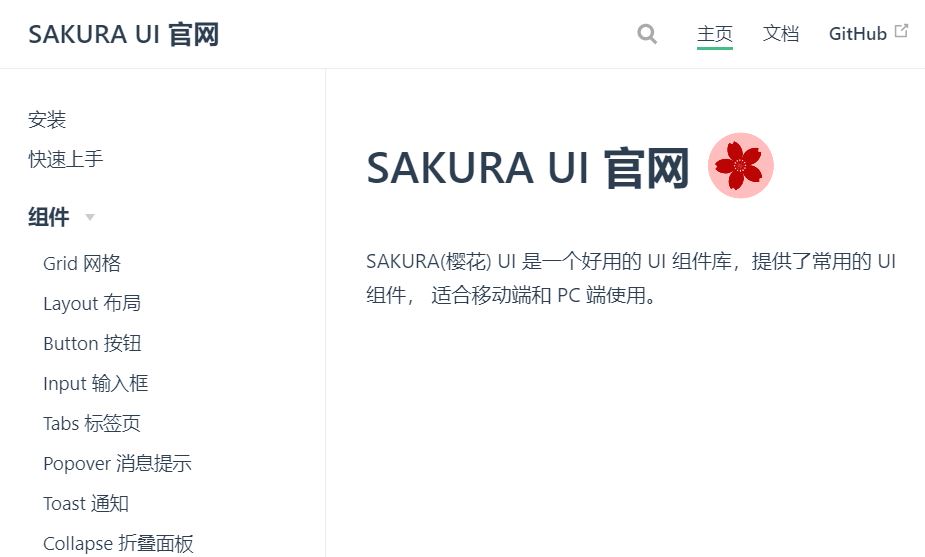 SAKURA UI 官网
主页 文档 GitHub
安装
快速上手
组件
Grid 网格
Layout 布局
Button 按钮
Input 输入框
Tabs 标签页
Popover 消息提示
Toast 通知
Collapse 折叠面板
SAKURA UI 官网
SAKURA(樱花) UI 是一个好用的 UI 组件库，提供了常用的 UI
组件， 适合移动端和 PC 端使用。